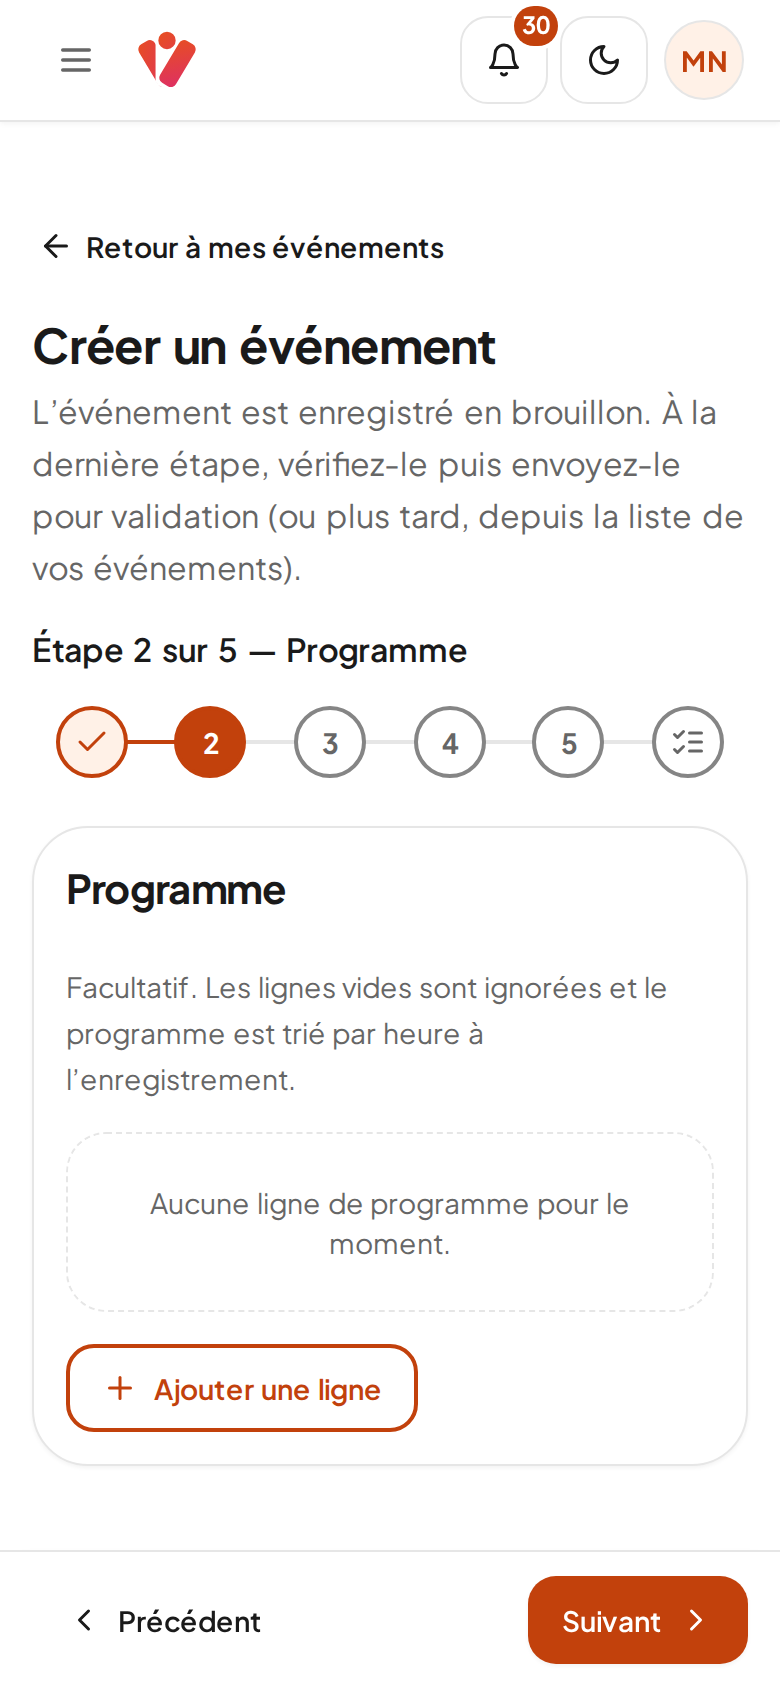 30
MN
Retour à mes événements
Créer un événement
L’événement est enregistré en brouillon. À la
dernière étape, vérifiez-le puis envoyez-le
pour validation (ou plus tard, depuis la liste de
vos événements).
Étape 2 sur 5 — Programme
2 3 4 5
Programme
Facultatif. Les lignes vides sont ignorées et le
programme est trié par heure à
l’enregistrement.
Aucune ligne de programme pour le
moment.
Ajouter une ligne
Précédent
Suivant